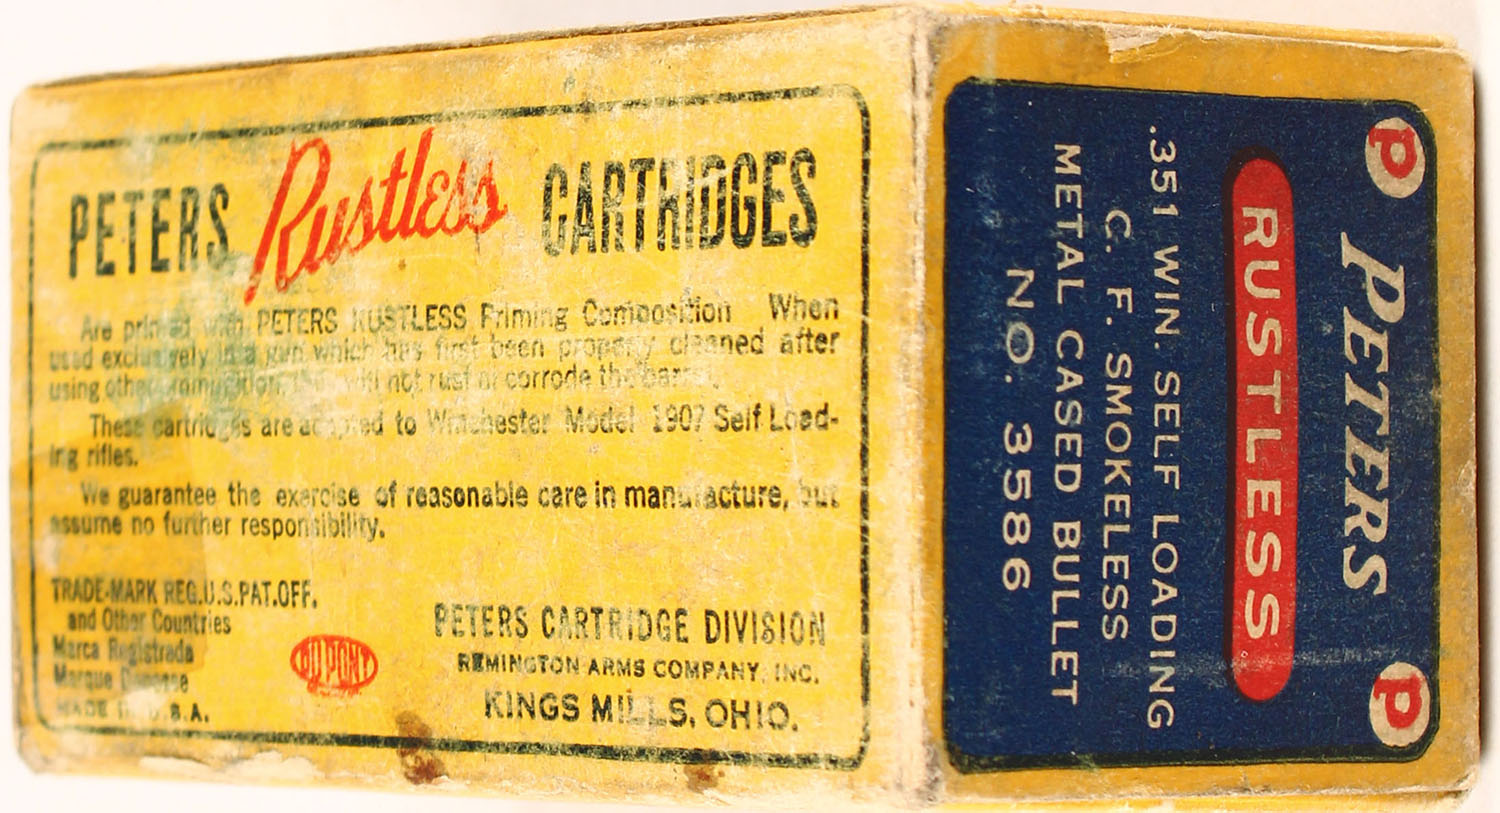 PETERS Rustless CARTRIDGES
Are primed with PETERS RUSTLESS Priming Composition When
used exclusively in a gun which has first been properly cleaned after
using other ammunition, they will not rust or corrode the barrel.
These cartridges are adapted to Winchester Model 1907 Self Load-
ing rifles.
We guarantee the exercise of reasonable care in manufacture, but
assume no further responsibility.
TRADE-MARK REG.U.S.PAT.OFF.
and Other Countries
Marca Registrada
Marque Deposee
MADE IN U.S.A.
DU PONT
PETERS CARTRIDGE DIVISION
REMINGTON ARMS COMPANY, INC.
KINGS MILLS, OHIO.
P PETERS P
RUSTLESS
.351 WIN. SELF LOADING
C. F. SMOKELESS
METAL CASED BULLET
NO. 3586